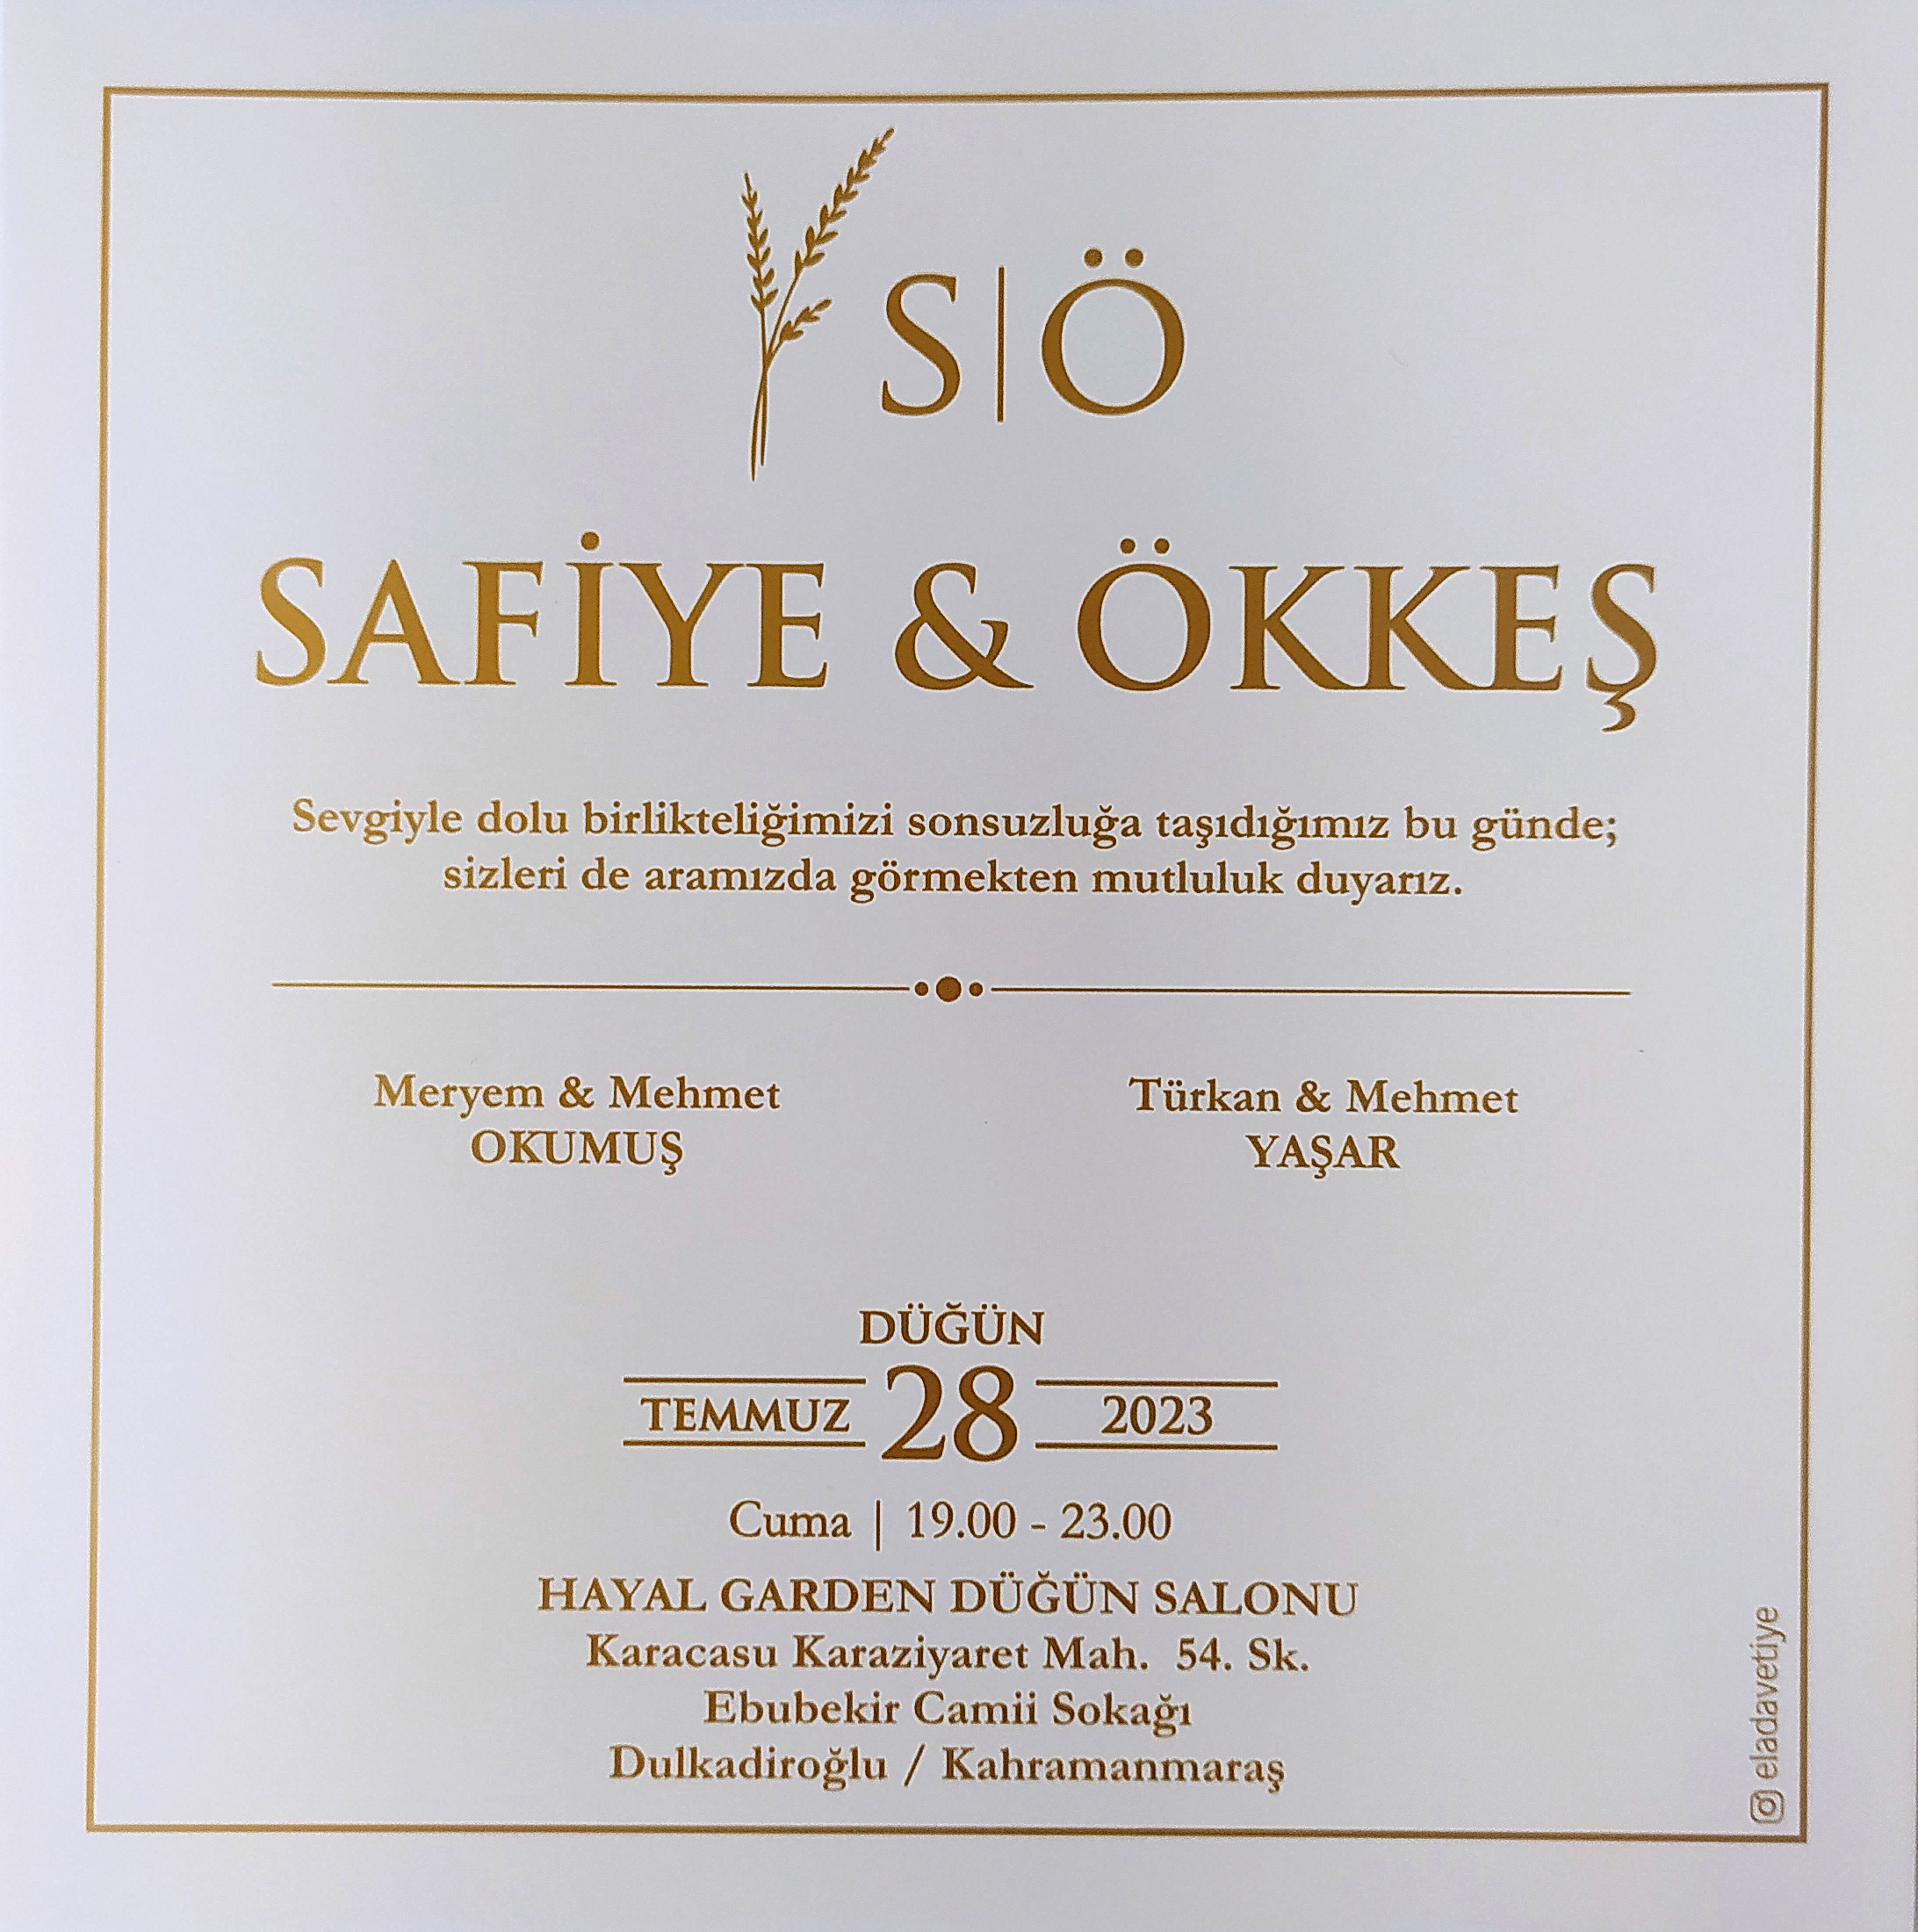 S|Ö
SAFİYE & ÖKKEŞ
Sevgiyle dolu birlikteliğimizi sonsuzluğa taşıdığımız bu günde;
sizleri de aramızda görmekten mutluluk duyarız.
Meryem & Mehmet
OKUMUŞ
Türkan & Mehmet
YAŞAR
DÜĞÜN
TEMMUZ 28 2023
Cuma | 19.00 - 23.00
HAYAL GARDEN DÜĞÜN SALONU
Karacasu Karaziyaret Mah. 54. Sk.
Ebubekir Camii Sokağı
Dulkadiroğlu / Kahramanmaraş
eladavetiye